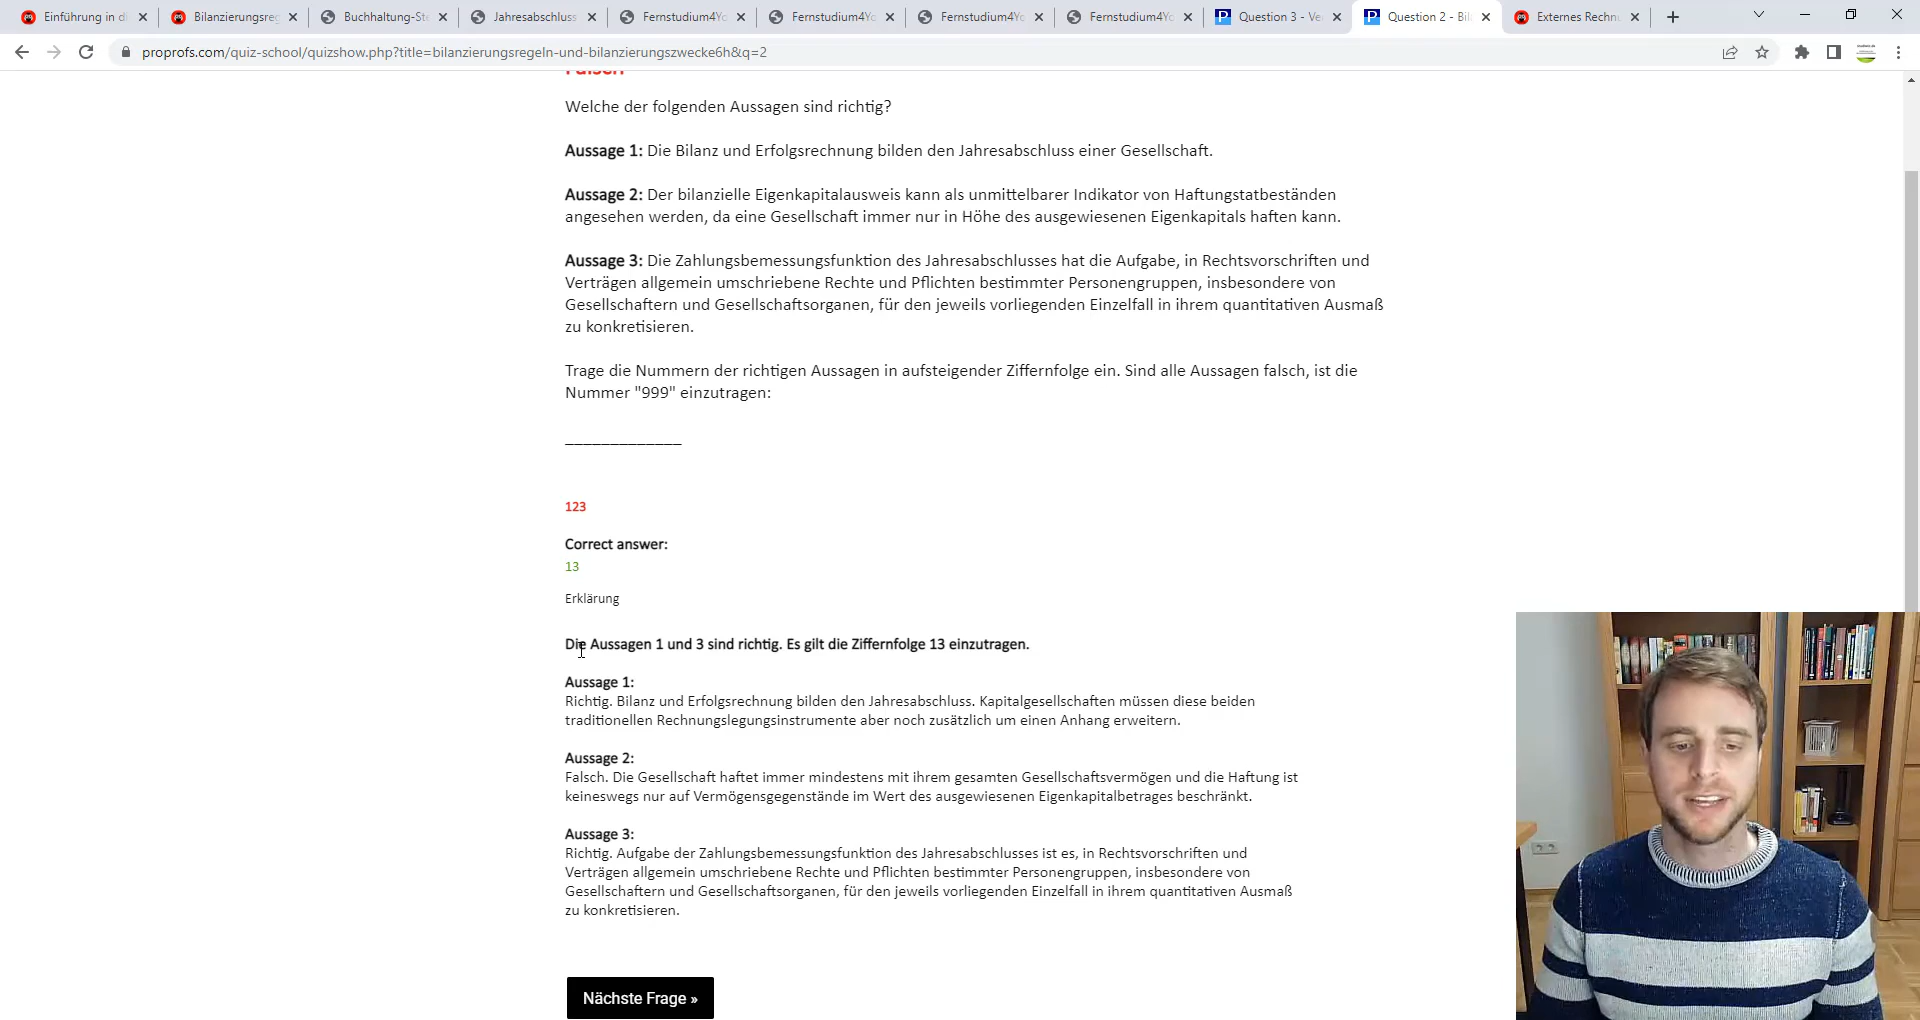 Einführung in di
Bilanzierungsreg
Buchhaltung-Ste
Jahresabschluss
Fernstudium4Yo
Fernstudium4Yo
Fernstudium4Yo
Fernstudium4Yo
Question 3 - Ve
Question 2 - Bil
Externes Rechn
proprofs.com/quiz-school/quizshow.php?title=bilanzierungsregeln-und-bilanzierungszwecke6h&q=2
Falsch
Welche der folgenden Aussagen sind richtig?
Aussage 1: Die Bilanz und Erfolgsrechnung bilden den Jahresabschluss einer Gesellschaft.
Aussage 2: Der bilanzielle Eigenkapitalausweis kann als unmittelbarer Indikator von Haftungstatbeständen
angesehen werden, da eine Gesellschaft immer nur in Höhe des ausgewiesenen Eigenkapitals haften kann.
Aussage 3: Die Zahlungsbemessungsfunktion des Jahresabschlusses hat die Aufgabe, in Rechtsvorschriften und
Verträgen allgemein umschriebene Rechte und Pflichten bestimmter Personengruppen, insbesondere von
Gesellschaftern und Gesellschaftsorganen, für den jeweils vorliegenden Einzelfall in ihrem quantitativen Ausmaß
zu konkretisieren.
Trage die Nummern der richtigen Aussagen in aufsteigender Ziffernfolge ein. Sind alle Aussagen falsch, ist die
Nummer "999" einzutragen:
_____________
123
Correct answer:
13
Erklärung
Die Aussagen 1 und 3 sind richtig. Es gilt die Ziffernfolge 13 einzutragen.
Aussage 1:
Richtig. Bilanz und Erfolgsrechnung bilden den Jahresabschluss. Kapitalgesellschaften müssen diese beiden
traditionellen Rechnungslegungsinstrumente aber noch zusätzlich um einen Anhang erweitern.
Aussage 2:
Falsch. Die Gesellschaft haftet immer mindestens mit ihrem gesamten Gesellschaftsvermögen und die Haftung ist
keineswegs nur auf Vermögensgegenstände im Wert des ausgewiesenen Eigenkapitalbetrages beschränkt.
Aussage 3:
Richtig. Aufgabe der Zahlungsbemessungsfunktion des Jahresabschlusses ist es, in Rechtsvorschriften und
Verträgen allgemein umschriebene Rechte und Pflichten bestimmter Personengruppen, insbesondere von
Gesellschaftern und Gesellschaftsorganen, für den jeweils vorliegenden Einzelfall in ihrem quantitativen Ausmaß
zu konkretisieren.
Nächste Frage »